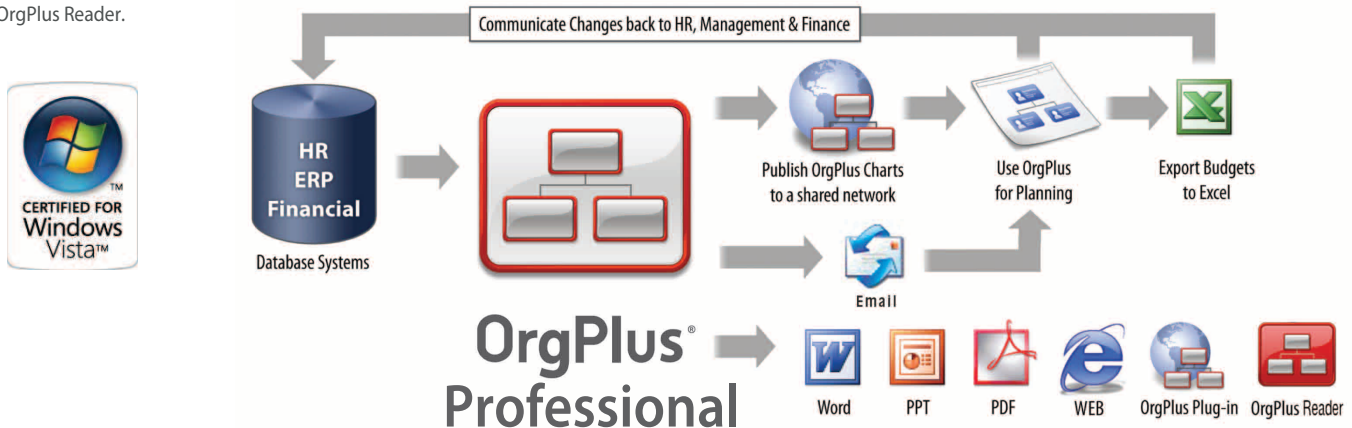 OrgPlus Reader.
CERTIFIED FOR
Windows
Vista™
TM
Communicate Changes back to HR, Management & Finance
HR
ERP
Financial
Database Systems
OrgPlus®
Professional
Publish OrgPlus Charts
to a shared network
Use OrgPlus
for Planning
Export Budgets
to Excel
Email
W
Word
PPT
PDF
WEB
OrgPlus Plug-in
OrgPlus Reader